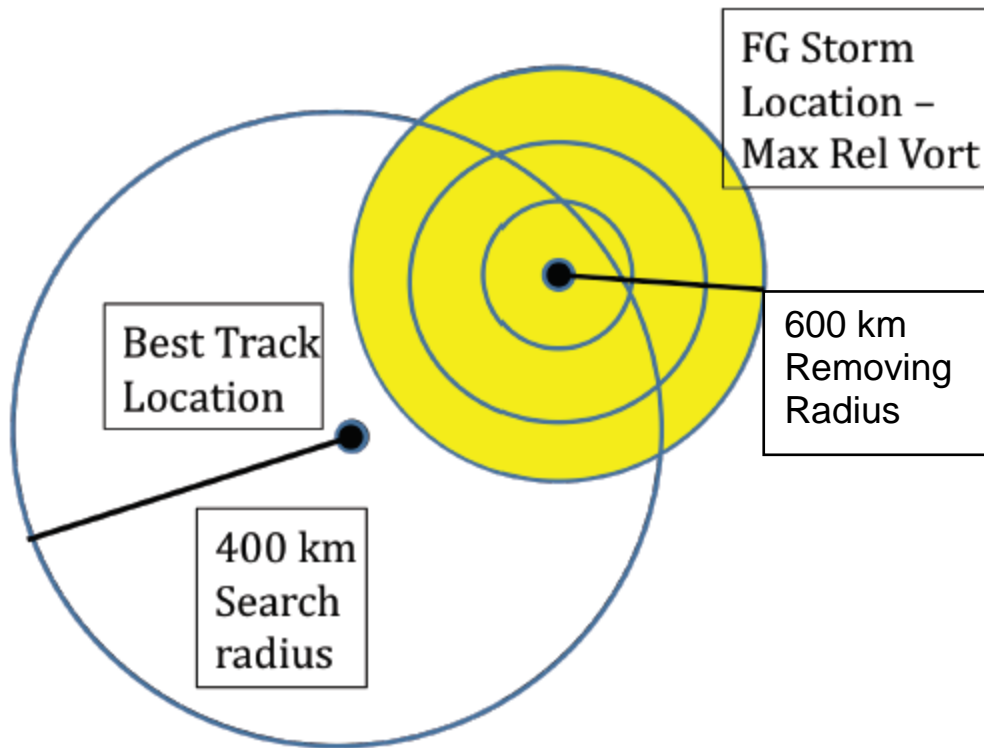 FG Storm
Location –
Max Rel Vort
Best Track
Location
600 km
Removing
Radius
400 km
Search
radius